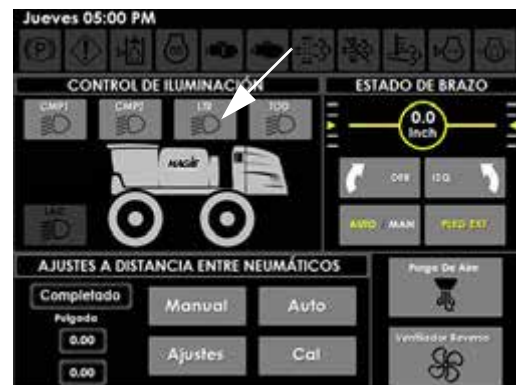 Jueves 05:00 PM
CONTROL DE ILUMINACIÓN
ESTADO DE BRAZO
CMP1 CMP2 LTR TOD
0.0
Inch
MAGIE
DER IZQ
AUTO / MAN
PLEG EXT
AJUSTES A DISTANCIA ENTRE NEUMÁTICOS
Completado
Pulgada
0.00
0.00
Manual
Auto
Ajustes
Cal
Purga De Aire
Ventilador Reverso